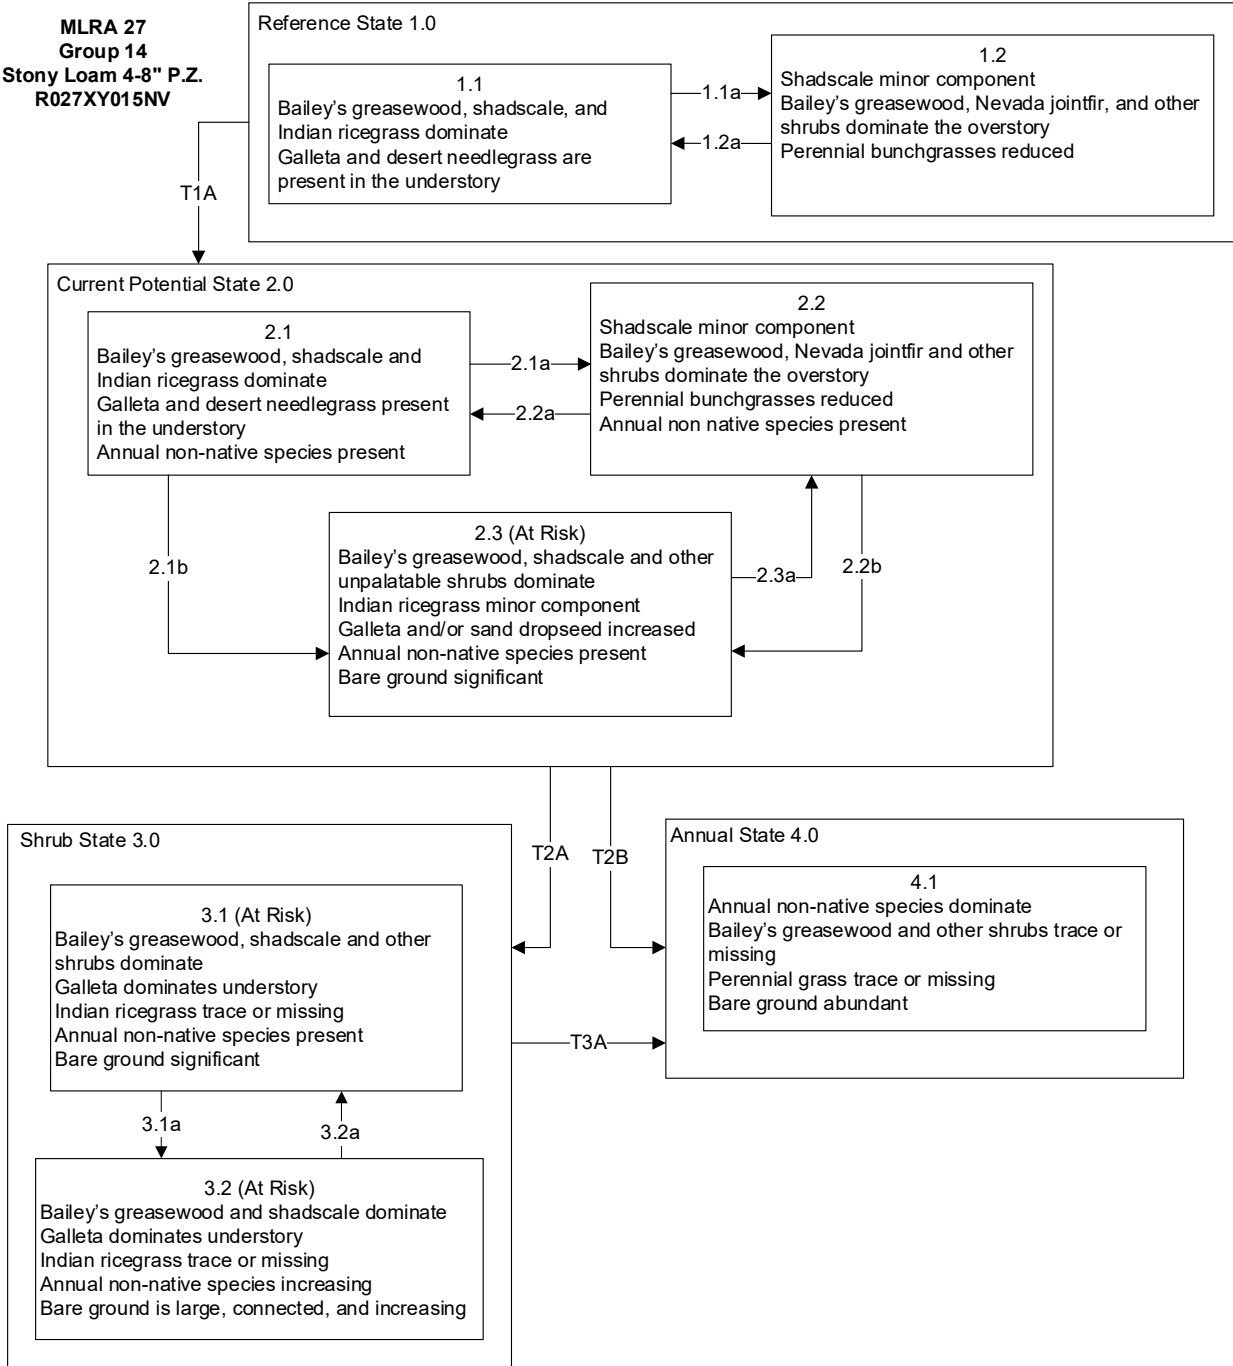 MLRA 27
Group 14
Stony Loam 4-8" P.Z.
R027XY015NV
Reference State 1.0
1.1
Bailey's greasewood, shadscale, and
Indian ricegrass dominate
Galleta and desert needlegrass are
present in the understory
1.1a
1.2a
1.2
Shadscale minor component
Bailey's greasewood, Nevada jointfir, and other
shrubs dominate the overstory
Perennial bunchgrasses reduced
T1A
Current Potential State 2.0
2.1
Bailey's greasewood, shadscale and
Indian ricegrass dominate
Galleta and desert needlegrass present
in the understory
Annual non-native species present
2.1a
2.2a
2.2
Shadscale minor component
Bailey's greasewood, Nevada jointfir and other
shrubs dominate the overstory
Perennial bunchgrasses reduced
Annual non native species present
2.1b
2.3 (At Risk)
Bailey's greasewood, shadscale and other
unpalatable shrubs dominate
Indian ricegrass minor component
Galleta and/or sand dropseed increased
Annual non-native species present
Bare ground significant
2.3a
2.2b
T2A
T2B
Shrub State 3.0
3.1 (At Risk)
Bailey's greasewood, shadscale and other
shrubs dominate
Galleta dominates understory
Indian ricegrass trace or missing
Annual non-native species present
Bare ground significant
3.1a
3.2a
3.2 (At Risk)
Bailey's greasewood and shadscale dominate
Galleta dominates understory
Indian ricegrass trace or missing
Annual non-native species increasing
Bare ground is large, connected, and increasing
T3A
Annual State 4.0
4.1
Annual non-native species dominate
Bailey's greasewood and other shrubs trace or
missing
Perennial grass trace or missing
Bare ground abundant